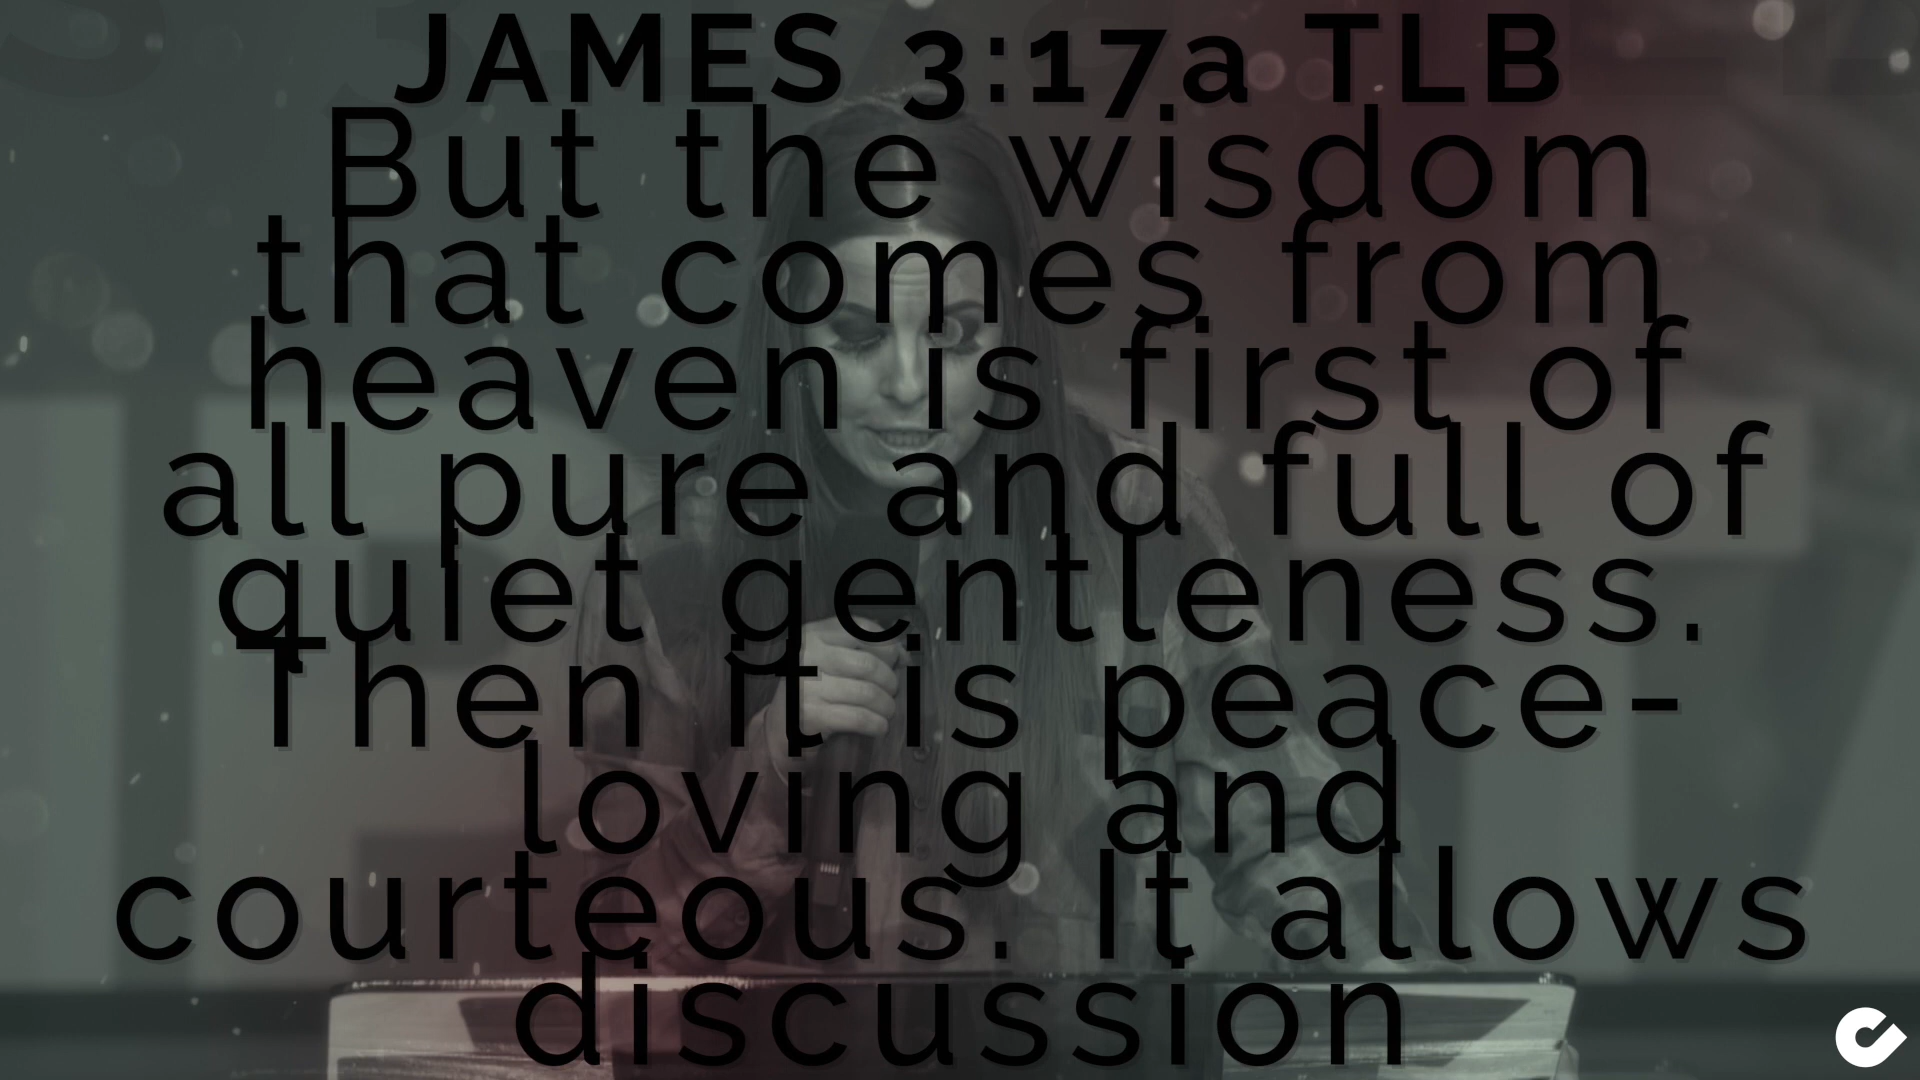 JAMES 3:17a TLB
But the wisdom
that comes from
heaven is first of
all pure and full of
quiet gentleness.
Then it is peace-
loving and
courteous. It allows
discussion